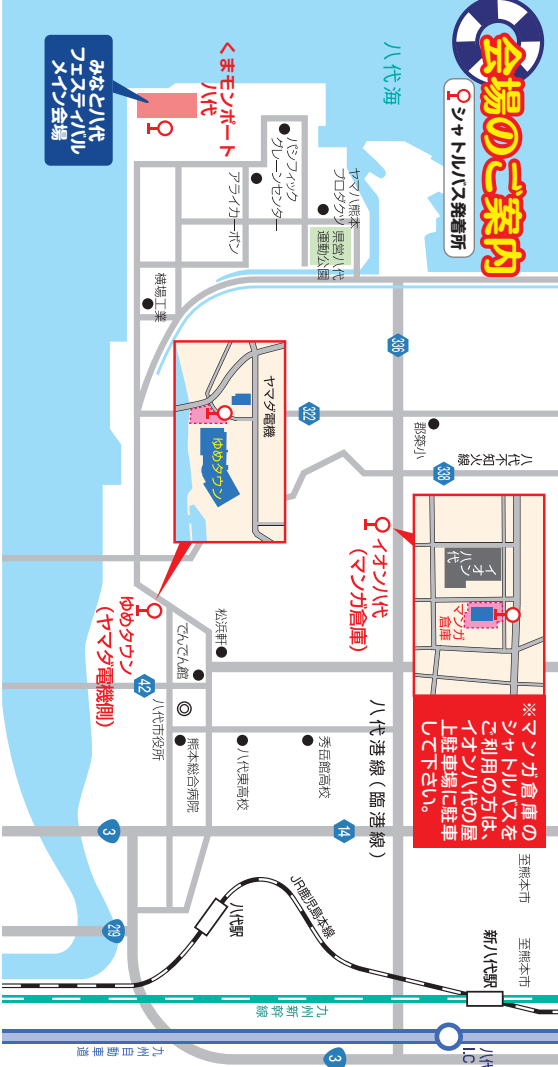 会場のご案内
シャトルバス発着所
八代海
くまモンポート
八代
みなと八代
フェスティバル
メイン会場
パシフィック
グレーンセンター
アライカーボン
ヤマハ熊本
プロダクツ
県営八代
運動公園
横場工業
336
322
338
郡築小
八代不知火線
ヤマダ電機
ゆめタウン
イオン八代
(マンガ倉庫)
イオン
八代
マンガ
倉庫
※マンガ倉庫の
シャトルバスを
ご利用の方は、
イオン八代の屋
上駐車場に駐車
して下さい。
ゆめタウン
(ヤマダ電機側)
松浜軒
でんでん館
42
八代市役所
熊本総合病院
八代東高校
秀岳館高校
八代港線(臨港線)
14
3
219
至熊本市
至熊本市
JR鹿児島本線
八代駅
新八代駅
九州新幹線
九州自動車道
八代
I.C
3